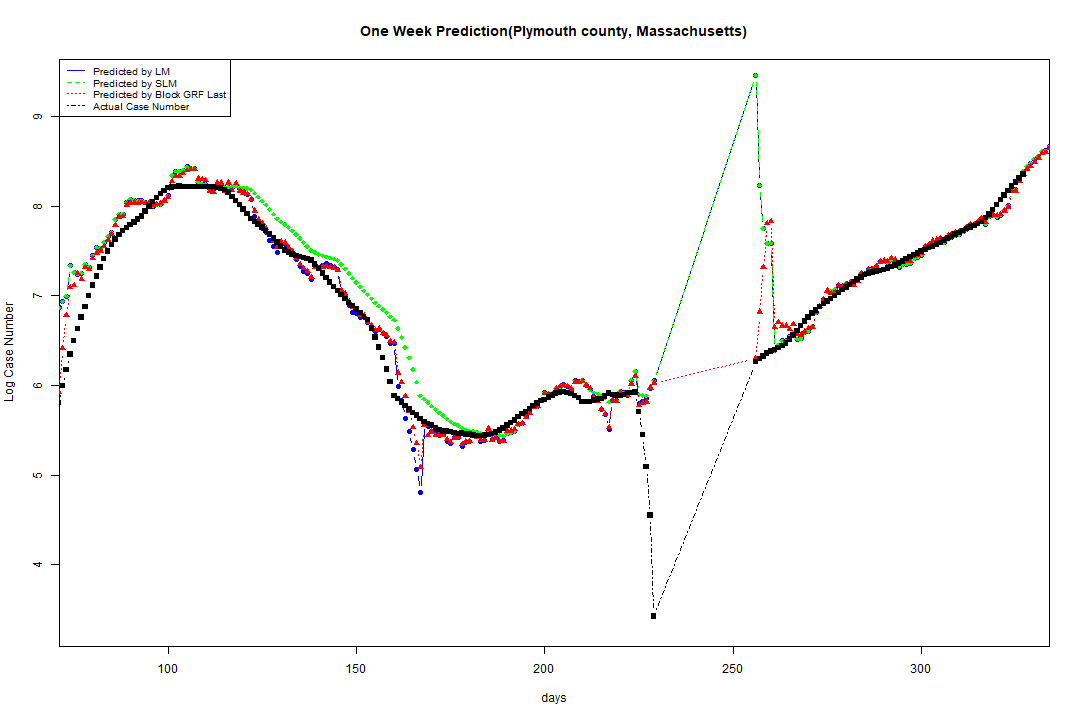 One Week Prediction(Plymouth county, Massachusetts)
Predicted by LM
Predicted by SLM
Predicted by Block GRF Last
Actual Case Number
Log Case Number
9
8
7
6
5
4
100 150 200 250 300
days